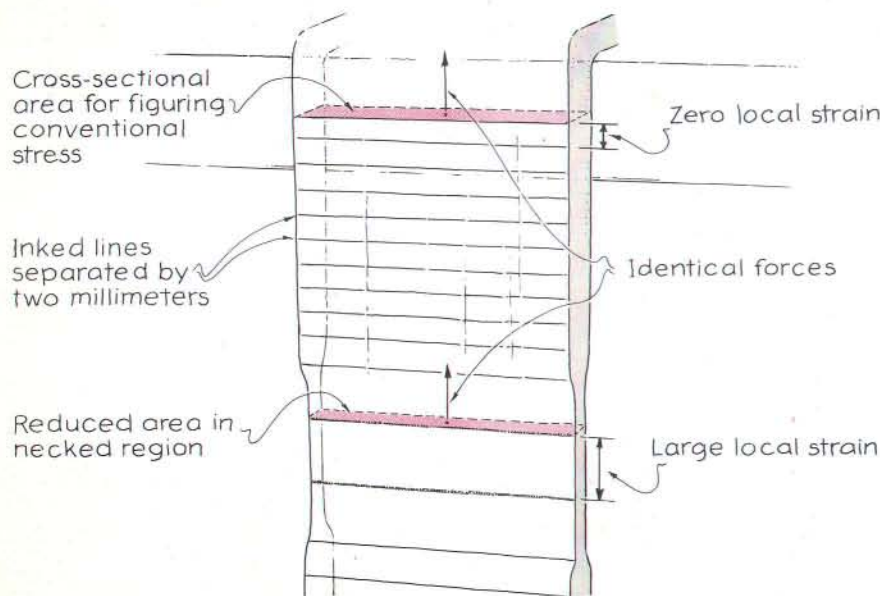 Cross-sectional
area for figuring
conventional
stress
Zero local strain
Inked lines
separated by
two millimeters
Identical forces
Reduced area in
necked region
Large local strain